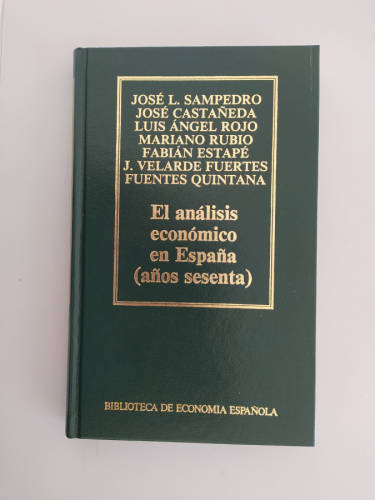 JOSÉ L. SAMPEDRO
JOSÉ CASTAÑEDA
LUIS ÁNGEL ROJO
MARIANO RUBIO
FABIÁN ESTAPÉ
J. VELARDE FUERTES
FUENTES QUINTANA
El análisis
económico
en España
(años sesenta)
BIBLIOTECA DE ECONOMIA ESPAÑOLA